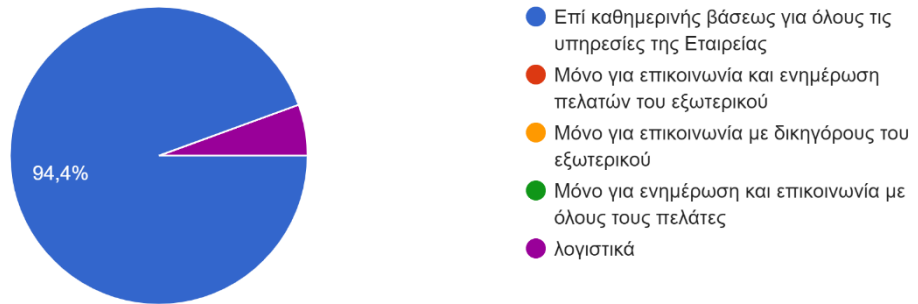 94,4%
Επί καθημερινής βάσεως για όλους τις
υπηρεσίες της Εταιρείας
Μόνο για επικοινωνία και ενημέρωση
πελατών του εξωτερικού
Μόνο για επικοινωνία με δικηγόρους του
εξωτερικού
Μόνο για ενημέρωση και επικοινωνία με
όλους τους πελάτες
λογιστικά